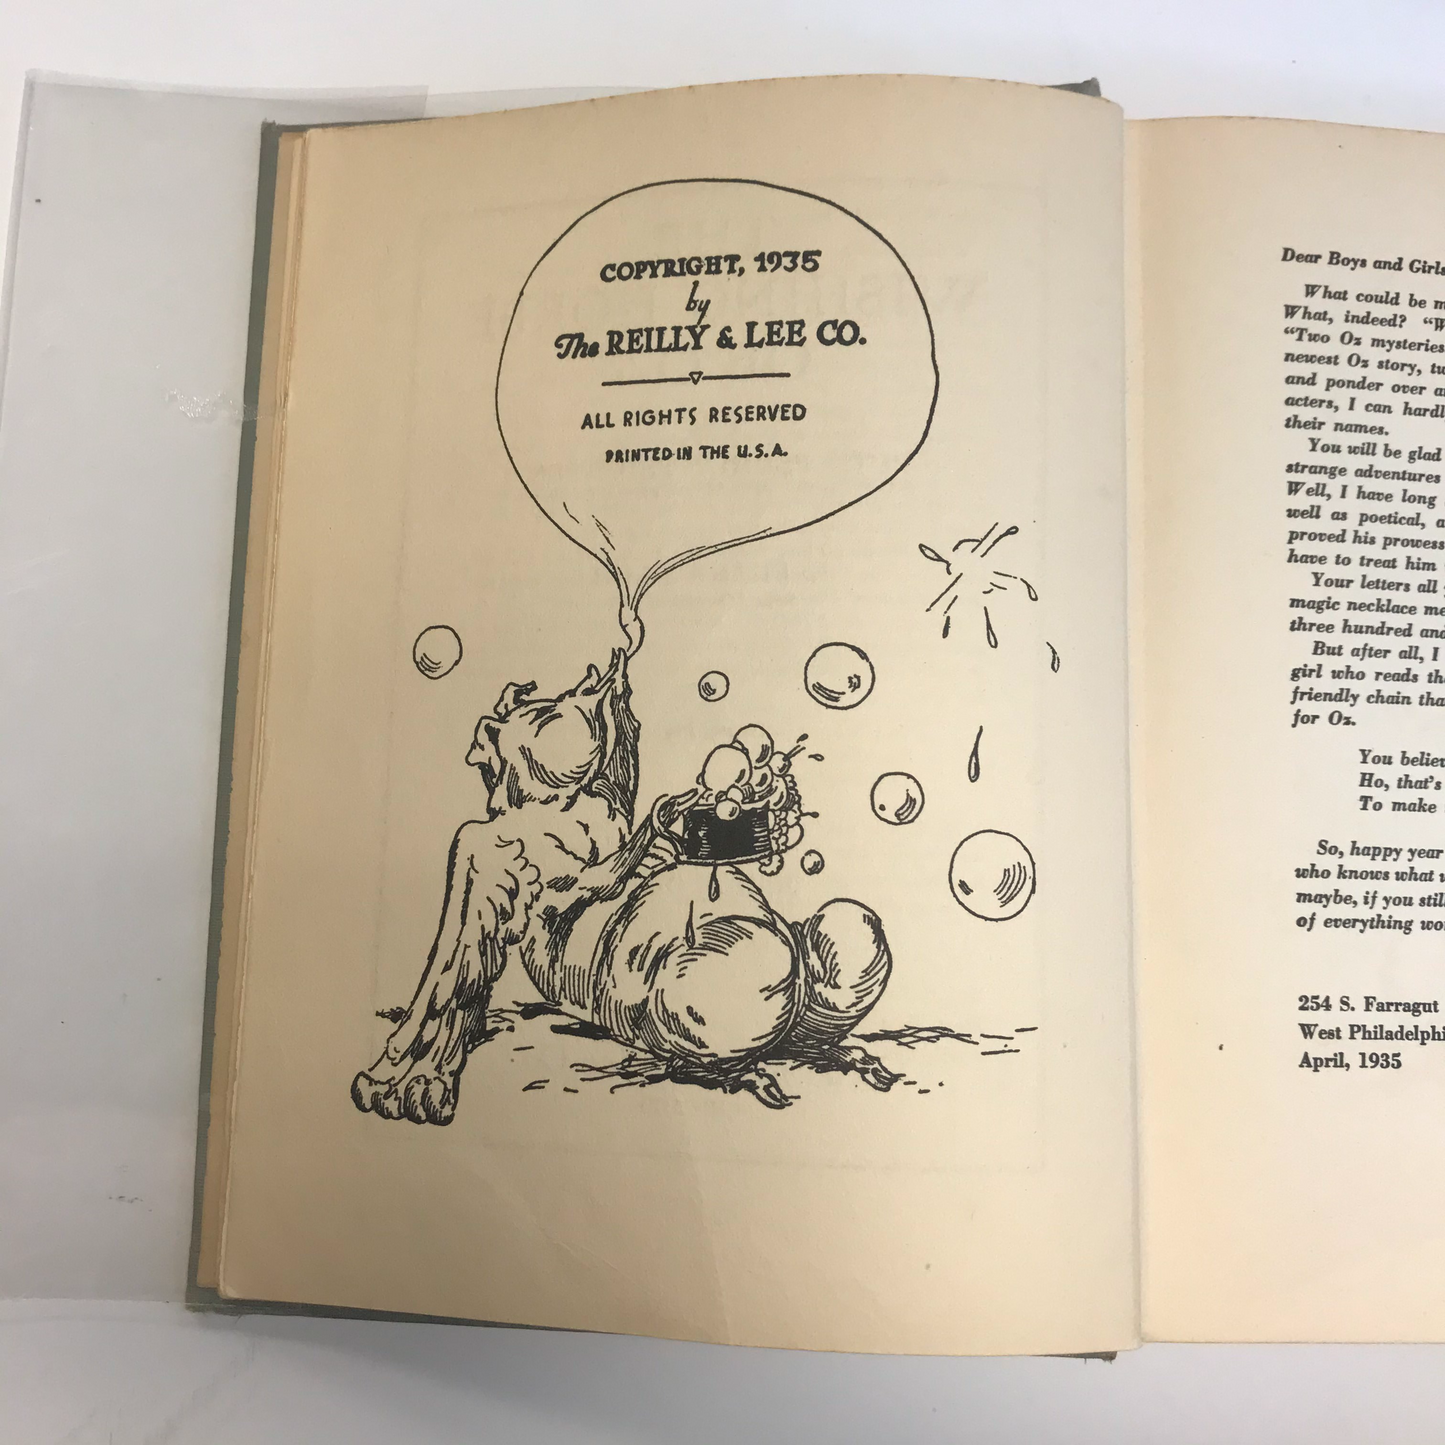 COPYRIGHT, 1935
by
The REILLY & LEE CO.
ALL RIGHTS RESERVED
PRINTED IN THE U.S.A.
Dear Boys and Girls
What could be
What, indeed?
"Two Oz mysteries
newest Oz story,
and ponder over
acters, I can
their names.
You will be glad
strange adventures
Well, I have long
well as poetical,
proved his prowess
have to treat him
Your letters all
magic necklace
three hundred and
But after all, I
girl who reads
friendly chain
for Oz.
You
Ho, that's
To make
So, happy year
who knows what
maybe, if you
of everything
254 S. Farragut
West
April, 1935